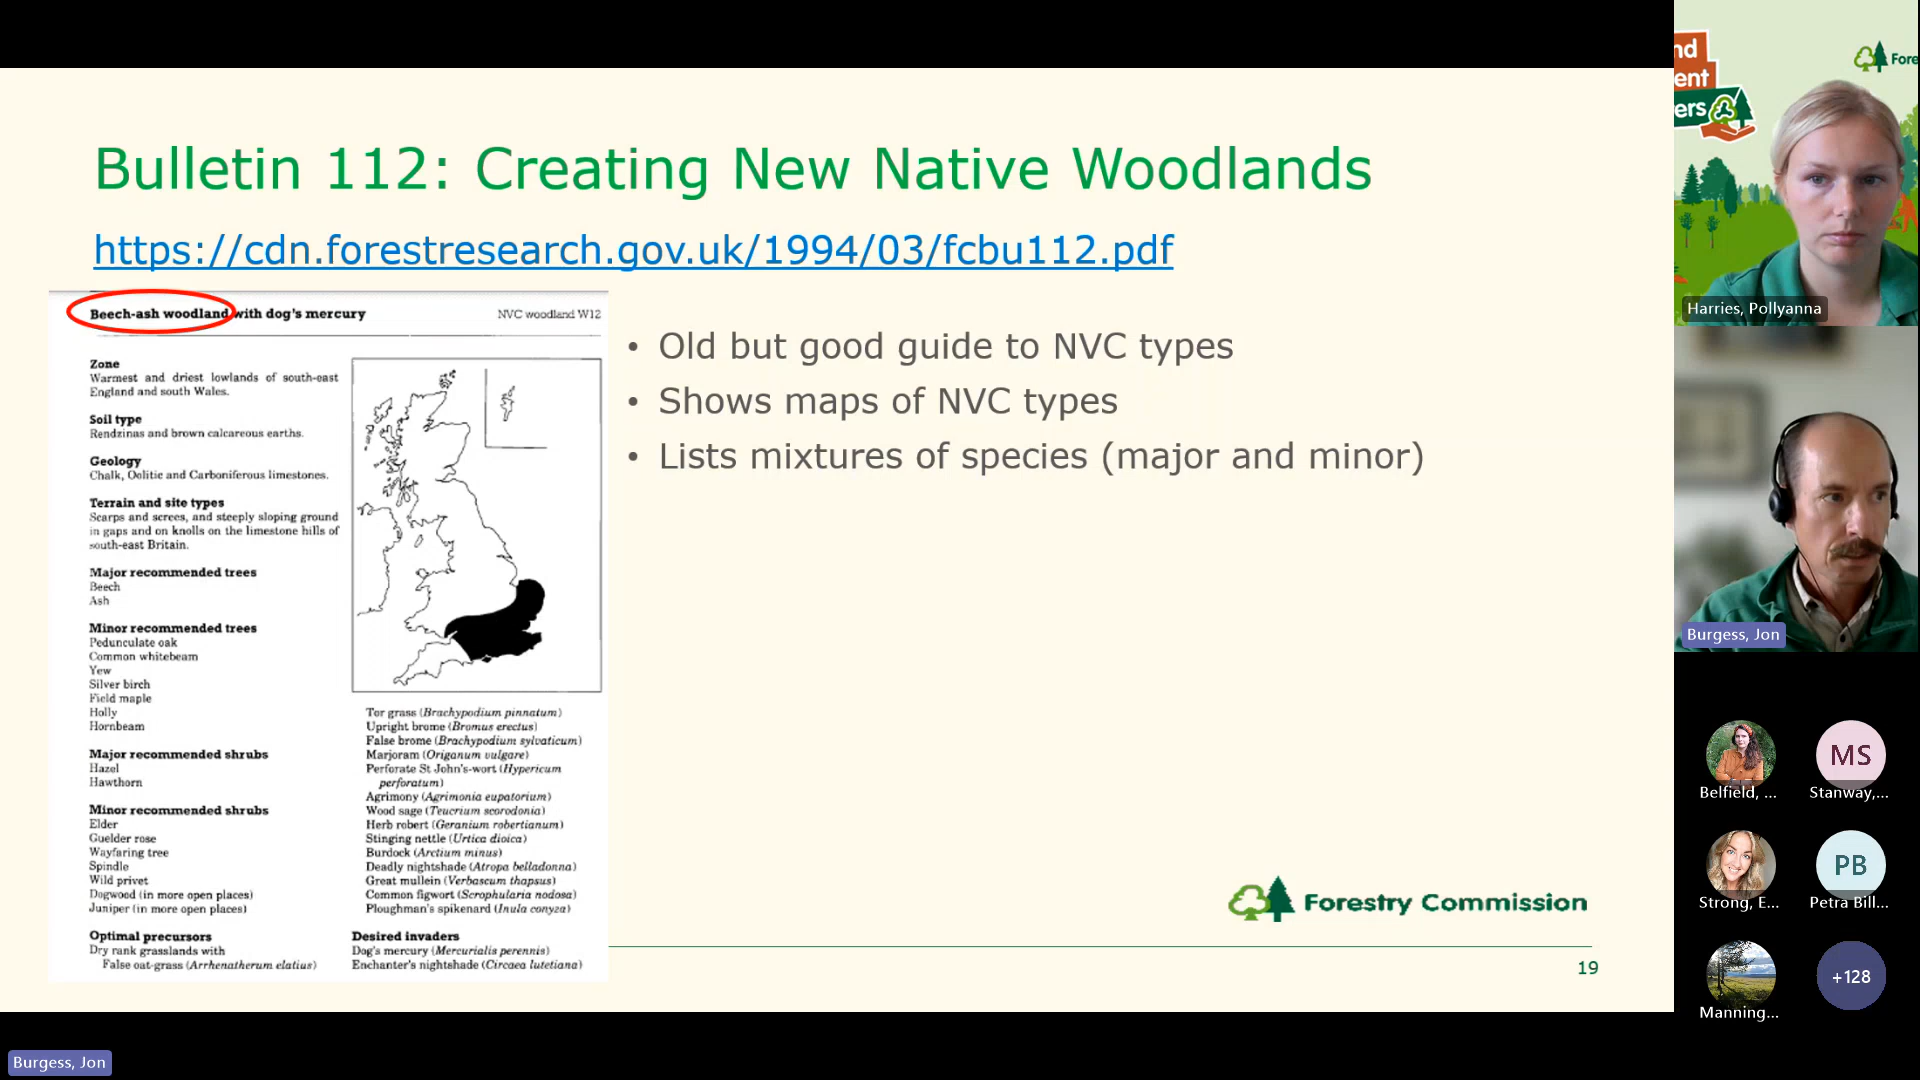 Bulletin 112: Creating New Native Woodlands
https://cdn.forestresearch.gov.uk/1994/03/fcbu112.pdf
Beech-ash woodland with dog's mercury
NVC woodland W12
Zone
Warmest and driest lowlands of south-east
England and south Wales.
Soil type
Rendzinas and brown calcareous earths.
Geology
Chalk, Oolitic and Carboniferous limestones.
Terrain and site types
Scarps and screes, and steeply sloping ground
in gaps and on knolls on the limestone hills of
south-east Britain.
Major recommended trees
Beech
Ash
Minor recommended trees
Pedunculate oak
Common whitebeam
Yew
Silver birch
Field maple
Holly
Hornbeam
Major recommended shrubs
Hazel
Hawthorn
Minor recommended shrubs
Elder
Guelder rose
Wayfaring tree
Spindle
Wild privet
Dogwood (in more open places)
Juniper (in more open places)
Optimal precursors
Dry rank grasslands with
False oat-grass (Arrhenatherum elatius)
Tor grass (Brachypodium pinnatum)
Upright brome (Bromus erectus)
False brome (Brachypodium sylvaticum)
Marjoram (Origanum vulgare)
Perforate St John's-wort (Hypericum
perforatum)
Agrimony (Agrimonia eupatorium)
Wood sage (Teucrium scorodonia)
Herb robert (Geranium robertianum)
Stinging nettle (Urtica dioica)
Burdock (Arctium minus)
Deadly nightshade (Atropa belladonna)
Great mullein (Verbascum thapsus)
Common figwort (Scrophularia nodosa)
Ploughman's spikenard (Inula conyza)
Desired invaders
Dog's mercury (Mercurialis perennis)
Enchanter's nightshade (Circaea lutetiana)
• Old but good guide to NVC types
• Shows maps of NVC types
• Lists mixtures of species (major and minor)
Forestry Commission
19
nd
ent
ers
Fore
Harries, Pollyanna
Burgess, Jon
MS
Belfield, ...
Stanway,...
PB
Strong, E...
Petra Bill...
+128
Manning...
Burgess, Jon